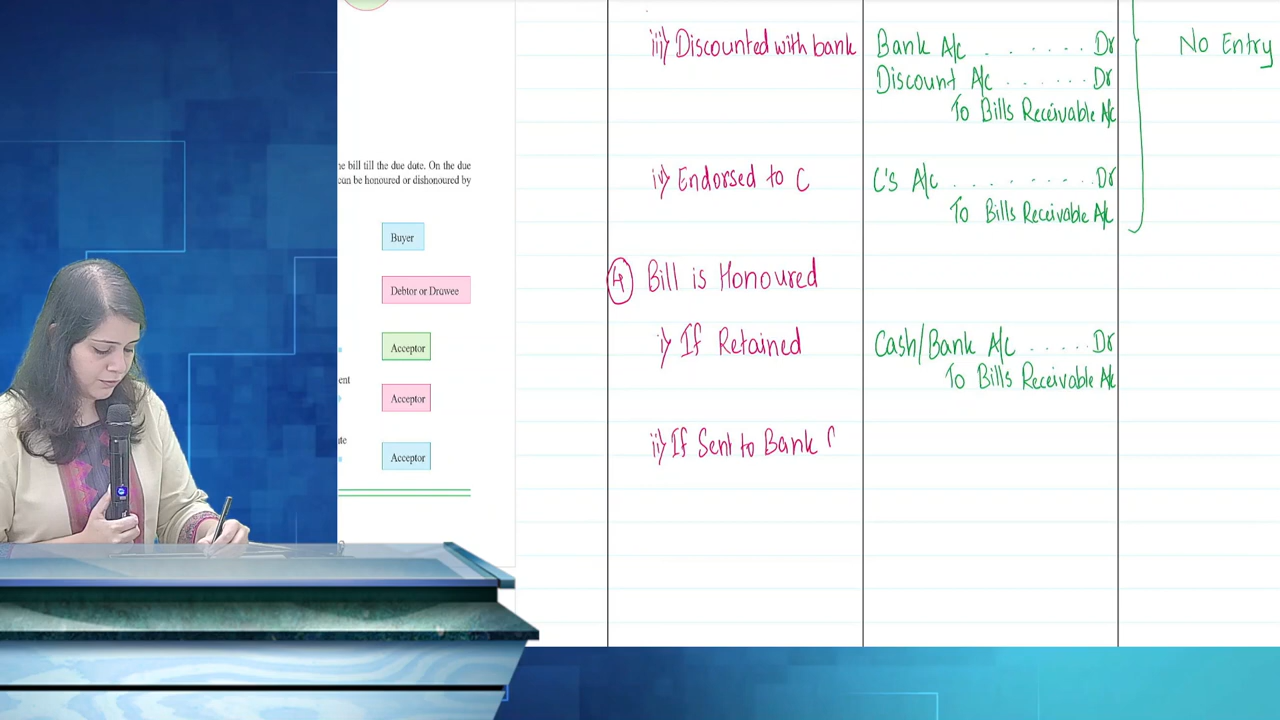 he bill till the due date. On the due
can be honoured or dishonoured by
Buyer
Debtor or Drawee
Acceptor
ent
Acceptor
ate
Acceptor
iii) Discounted with bank
Bank A/c ....... Dr
Discount A/c ....... Dr
To Bills Receivable A/c
No Entry
iv) Endorsed to C
C's A/c ......... Dr
To Bills Receivable A/c
4 Bill is Honoured
i) If Retained
Cash/Bank A/c ..... Dr
To Bills Receivable A/c
ii) If Sent to Bank